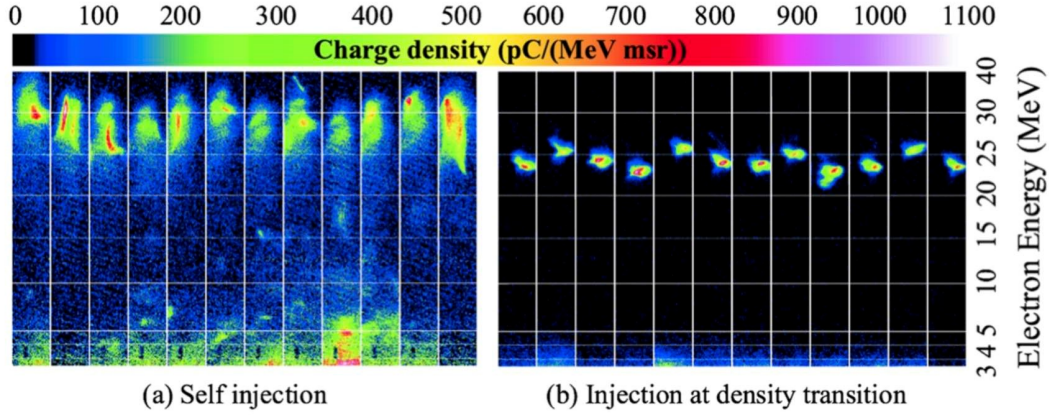 0 100 200 300 400 500 600 700 800 900 1000 1100
Charge density (pC/(MeV msr))
40
30
25
20
15
10
5
4
3
Electron Energy (MeV)
(a) Self injection
(b) Injection at density transition